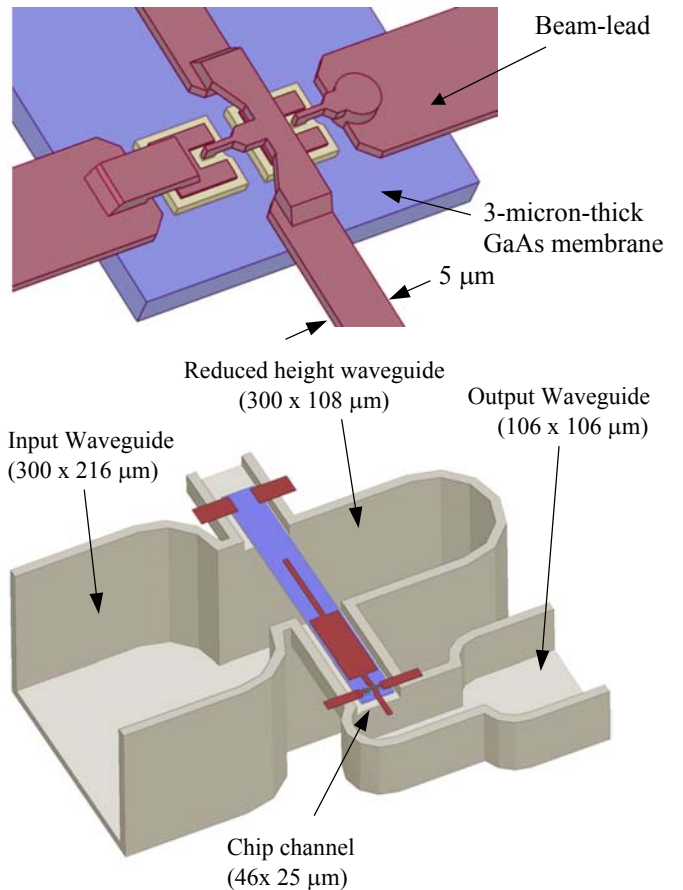 Beam-lead
3-micron-thick
GaAs membrane
5 µm
Reduced height waveguide
(300 x 108 µm)
Output Waveguide
(106 x 106 µm)
Input Waveguide
(300 x 216 µm)
Chip channel
(46x 25 µm)